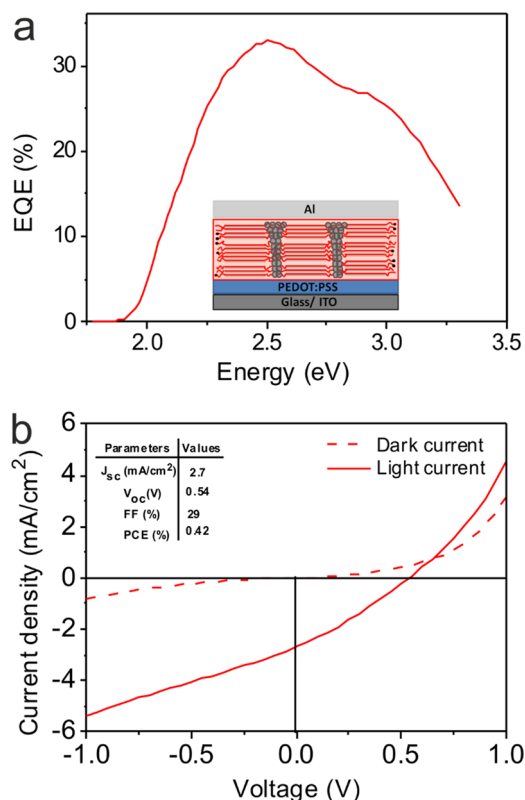 a
EQE (%)
30
20
10
0
Al
PEDOT:PSS
Glass/ ITO
2.0 2.5 3.0 3.5
Energy (eV)
b
Current density (mA/cm²)
6
4
2
0
-2
-4
-6
Parameters Values
Jsc (mA/cm²) 2.7
Voc(V) 0.54
FF (%) 29
PCE (%) 0.42
Dark current
Light current
-1.0 -0.5 0.0 0.5 1.0
Voltage (V)